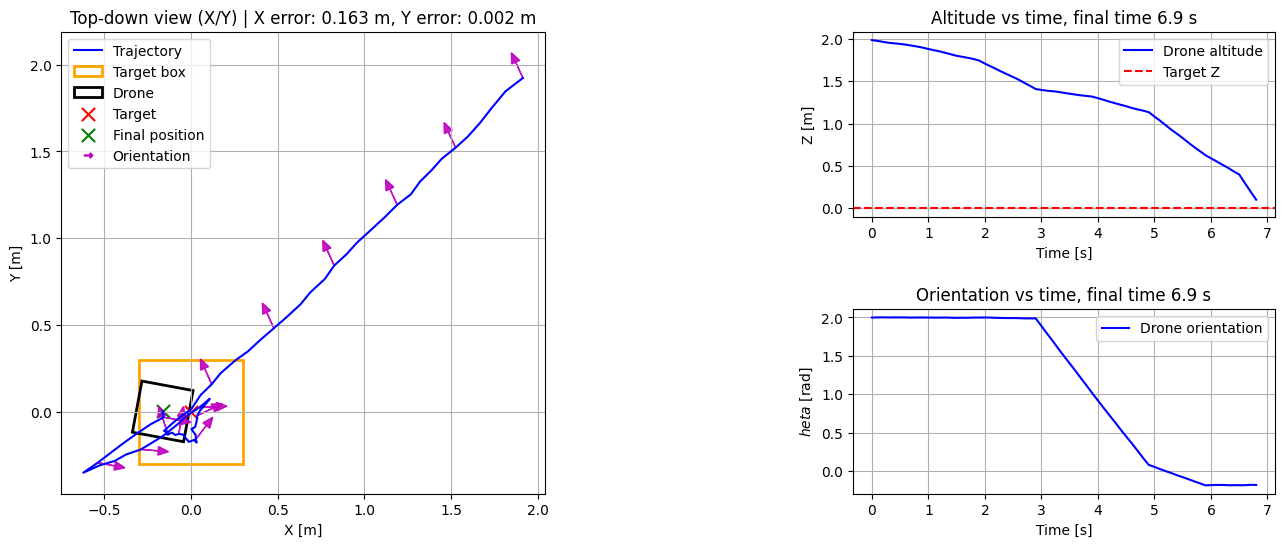 Top-down view (X/Y) | X error: 0.163 m, Y error: 0.002 m
Trajectory
Target box
Drone
Target
Final position
Orientation
2.0
1.5
1.0
0.5
0.0
Y [m]
−0.5
0.0
0.5
1.0
1.5
2.0
X [m]
Altitude vs time, final time 6.9 s
Drone altitude
Target Z
2.0
1.5
1.0
0.5
0.0
Z [m]
0
1
2
3
4
5
6
7
Time [s]
Orientation vs time, final time 6.9 s
Drone orientation
2.0
1.5
1.0
0.5
0.0
heta [rad]
0
1
2
3
4
5
6
7
Time [s]